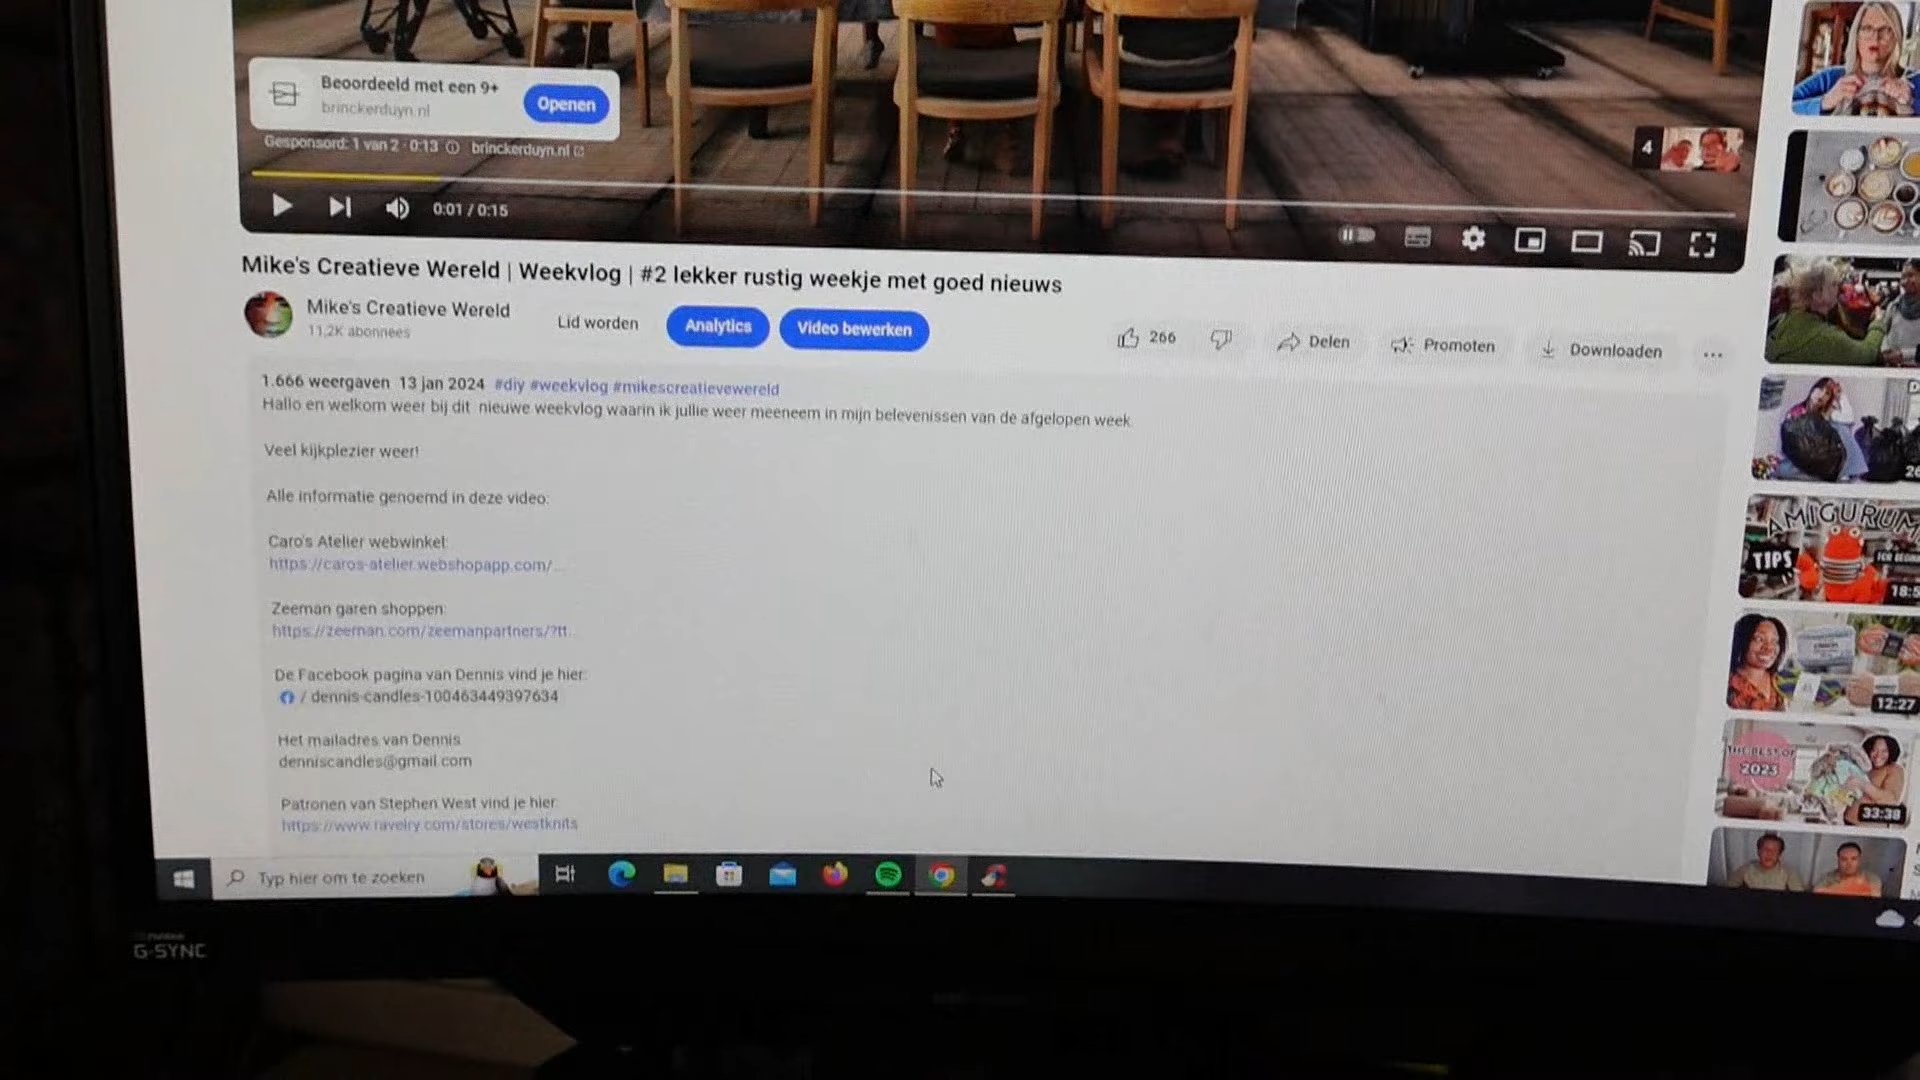 Beoordeeld met een 9+
brinckerduyn.nl
Openen
Gesponsord: 1 van 2 · 0:13 brinckerduyn.nl
4
0:01 / 0:15
Mike's Creatieve Wereld | Weekvlog | #2 lekker rustig weekje met goed nieuws
Mike's Creatieve Wereld
11,2K abonnees
Lid worden
Analytics
Video bewerken
266
Delen
Promoten
Downloaden
...
1.666 weergaven 13 jan 2024 #diy #weekvlog #mikescreatievewereld
Hallo en welkom weer bij dit nieuwe weekvlog waarin ik jullie weer meeneem in mijn belevenissen van de afgelopen week.
Veel kijkplezier weer!
Alle informatie genoemd in deze video:
Caro's Atelier webwinkel:
https://caros-atelier.webshopapp.com/...
Zeeman garen shoppen:
https://zeeman.com/zeemanpartners/?tt...
De Facebook pagina van Dennis vind je hier:
/ dennis-candles-100463449397634
Het mailadres van Dennis
denniscandles@gmail.com
Patronen van Stephen West vind je hier:
https://www.ravelry.com/stores/westknits
26
AMIGURUM
TIPS
FOR
18:5
12:27
THE BEST OF
2023
33:38
Typ hier om te zoeken
G-SYNC